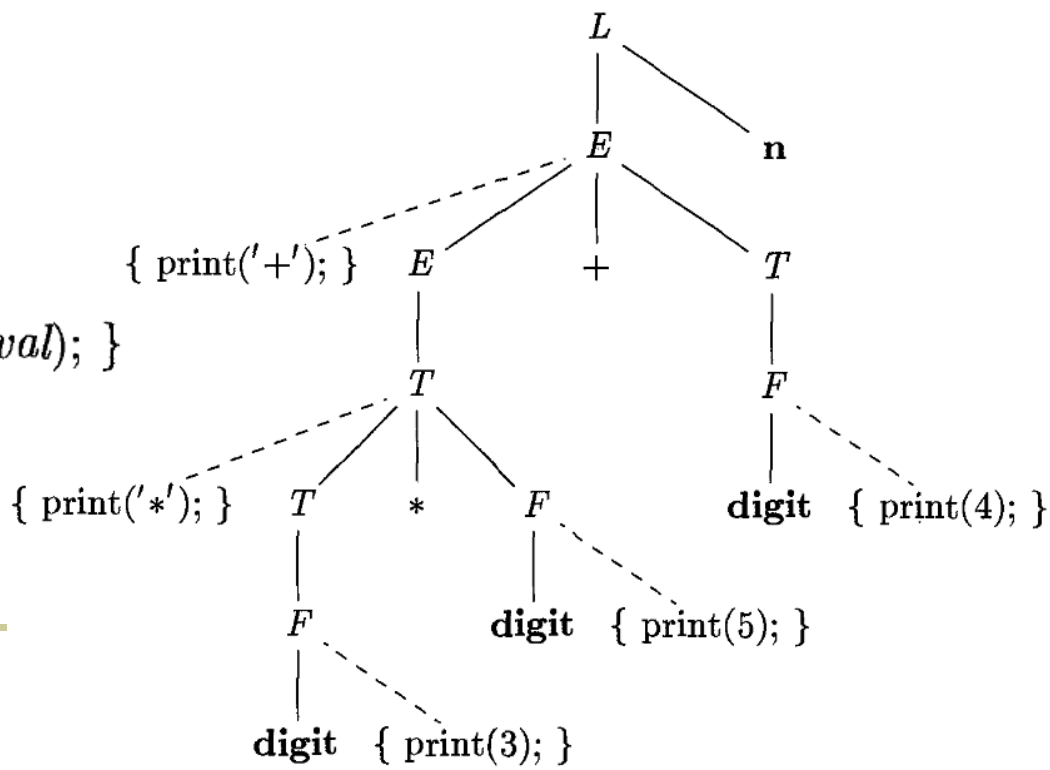 L
E n
{ print('+'); } E + T
val); }
T F
{ print('*'); } T * F digit { print(4); }
F digit { print(5); }
digit { print(3); }